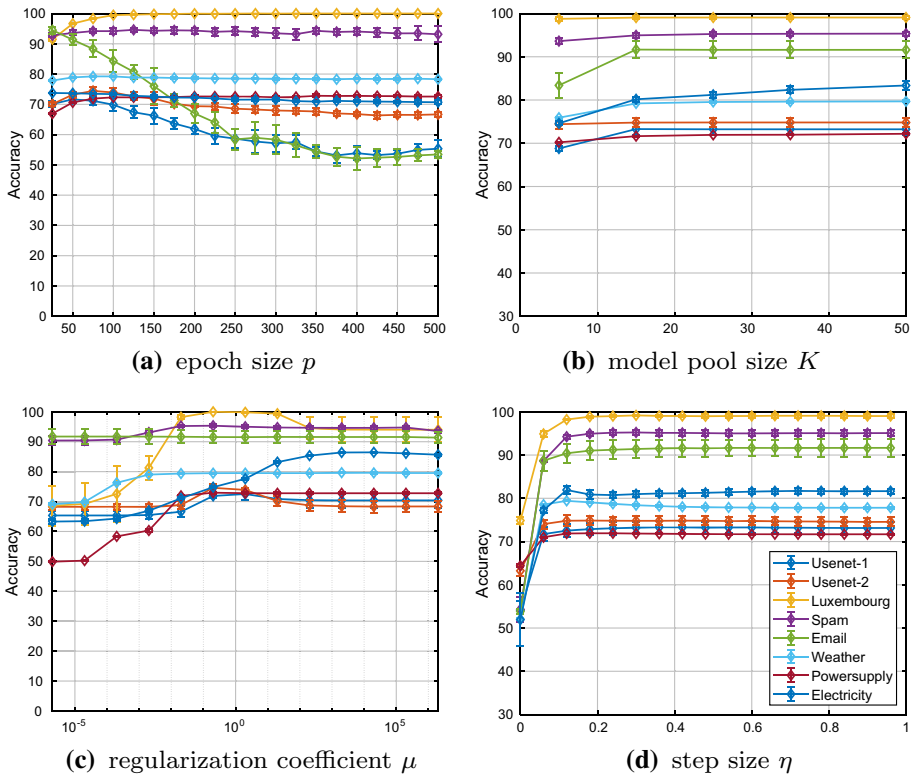 100
90
80
70
60
50
40
30
20
10
0
Accuracy
50 100 150 200 250 300 350 400 450 500
(a) epoch size p
100
90
80
70
60
50
40
30
Accuracy
0 10 20 30 40 50
(b) model pool size K
100
90
80
70
60
50
40
30
20
10
0
Accuracy
10⁻⁵ 10⁰ 10⁵
(c) regularization coefficient μ
100
90
80
70
60
50
40
30
Accuracy
0 0.2 0.4 0.6 0.8 1
Usenet-1
Usenet-2
Luxembourg
Spam
Email
Weather
Powersupply
Electricity
(d) step size η